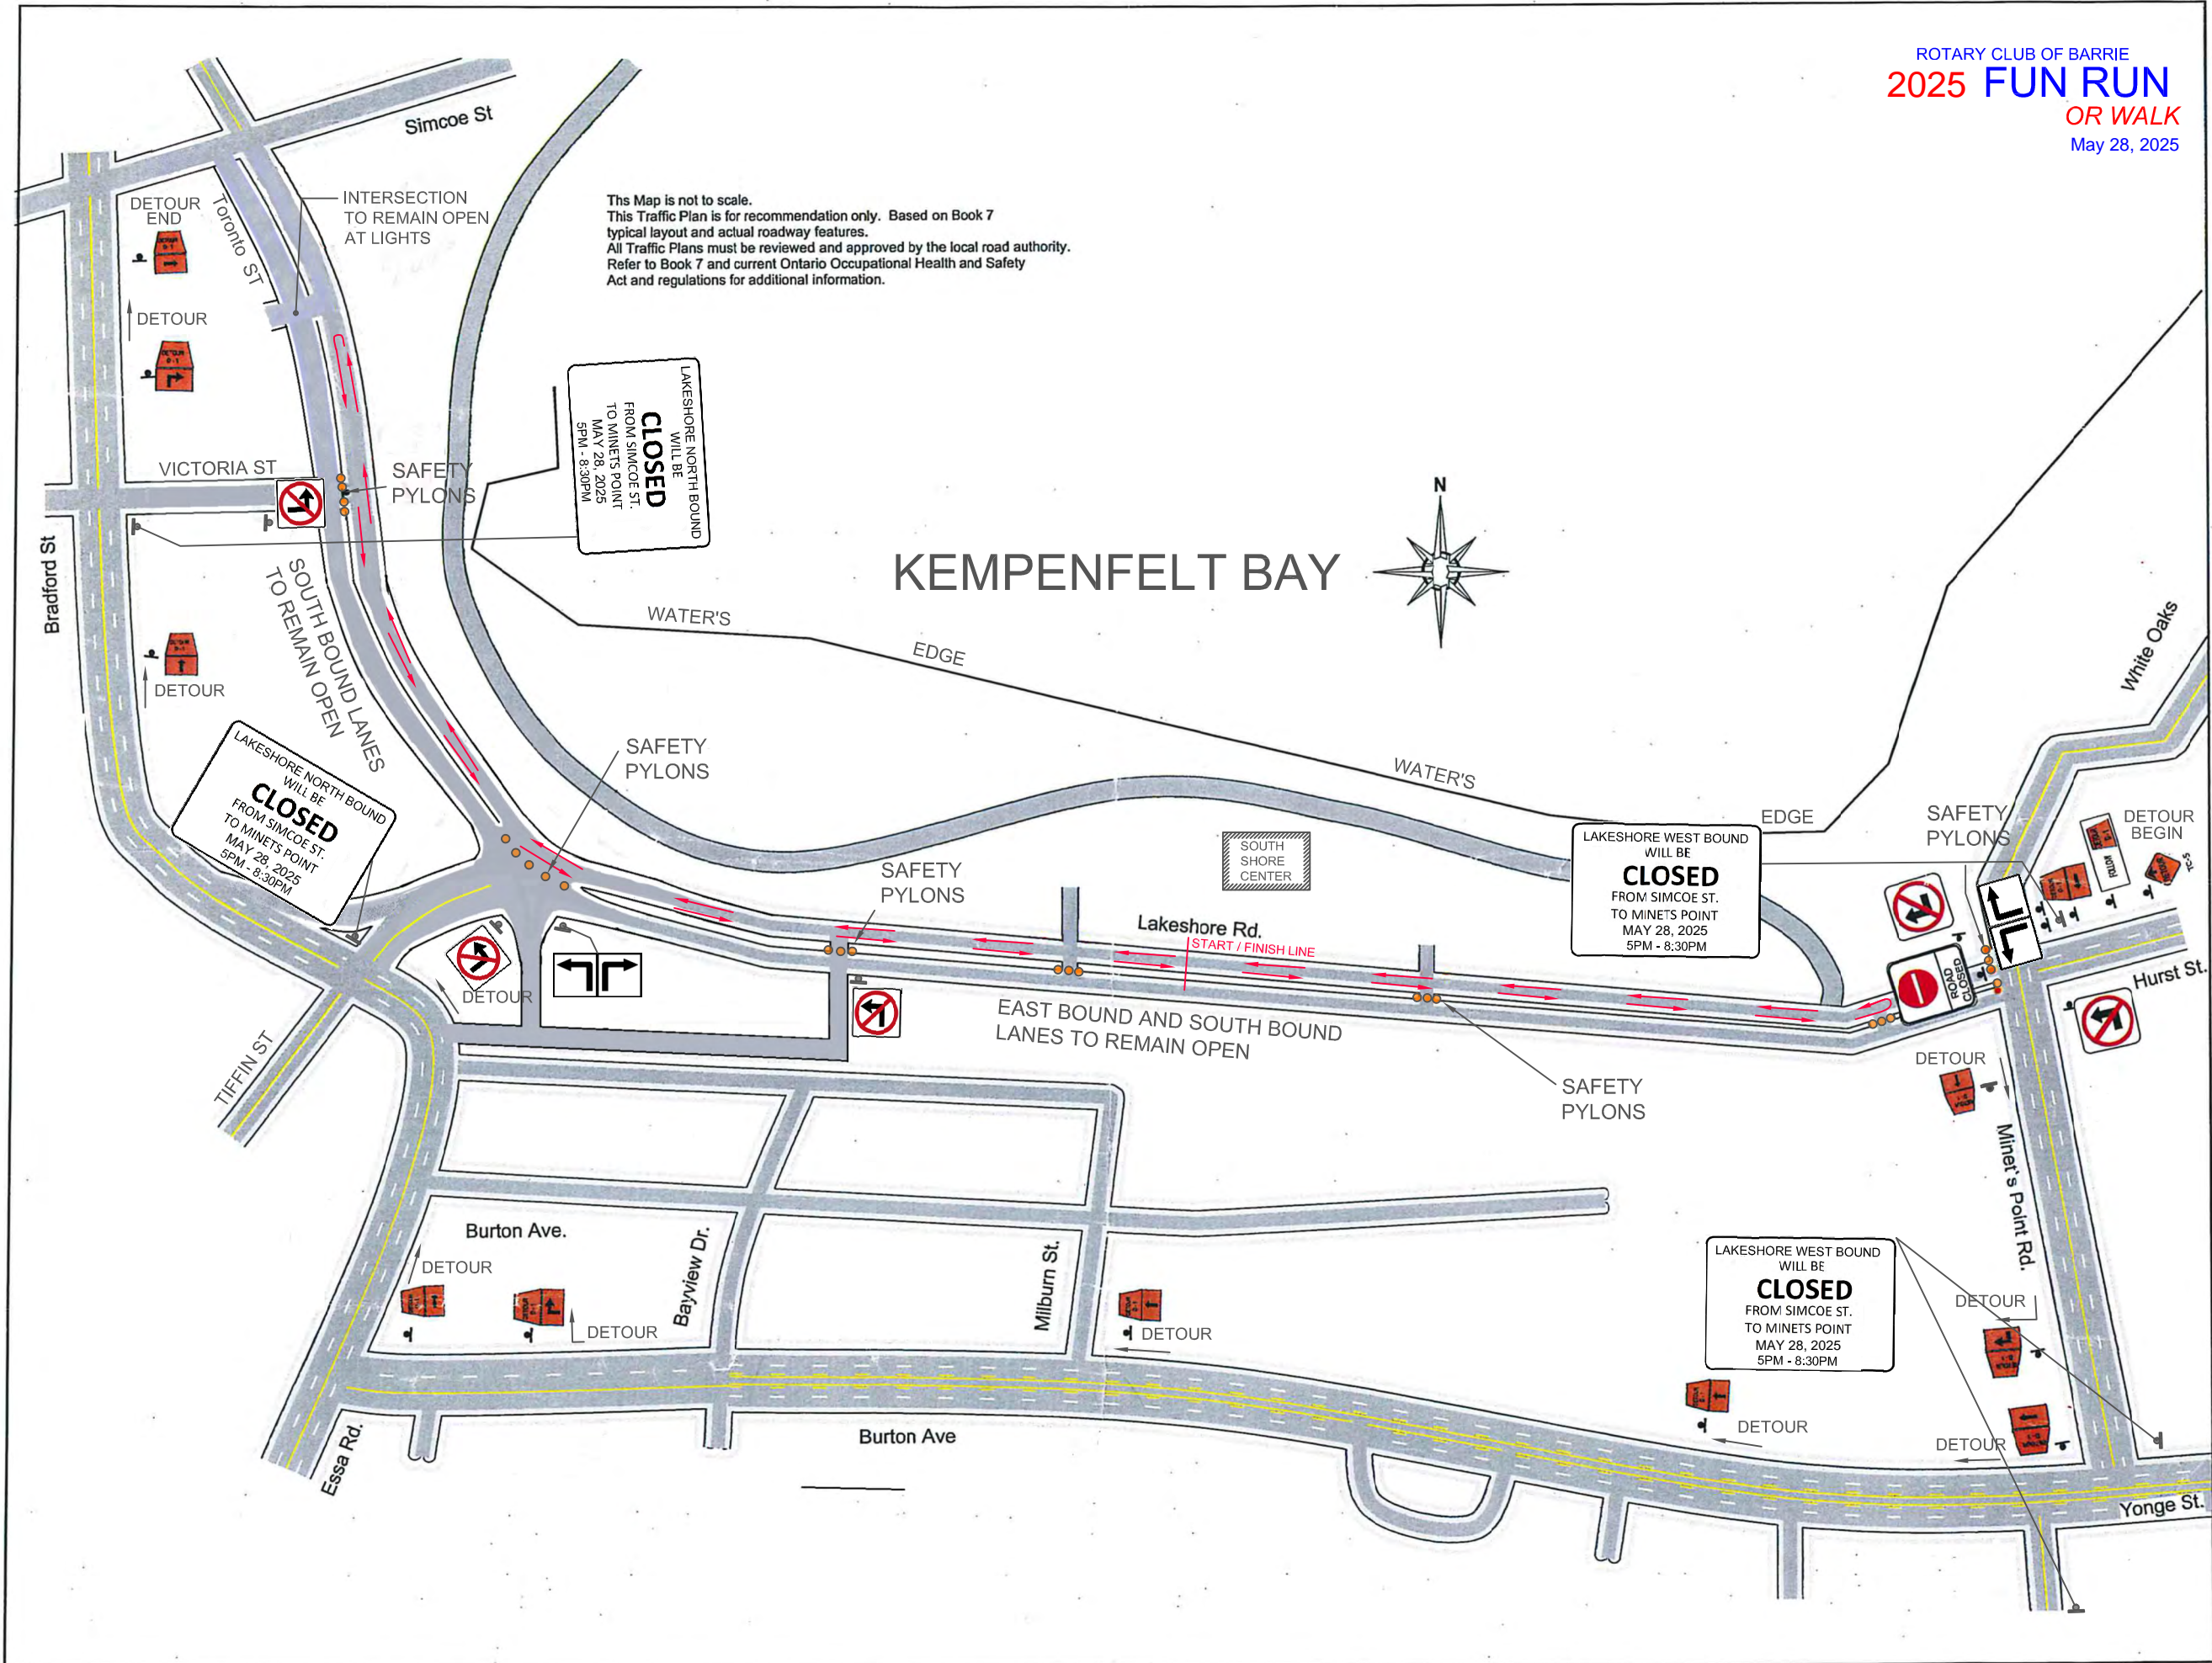 ROTARY CLUB OF BARRIE
2025 FUN RUN
OR WALK
May 28, 2025
Simcoe St
Ths Map is not to scale.
This Traffic Plan is for recommendation only. Based on Book 7
typical layout and actual roadway features.
All Traffic Plans must be reviewed and approved by the local road authority.
Refer to Book 7 and current Ontario Occupational Health and Safety
Act and regulations for additional information.
INTERSECTION
TO REMAIN OPEN
AT LIGHTS
DETOUR
END
Toronto ST
DETOUR
DETOUR
LAKESHORE NORTH BOUND
WILL BE
CLOSED
FROM SIMCOE ST.
TO MINETS POINT
MAY 28, 2025
5PM - 8:30PM
VICTORIA ST
SAFETY
PYLONS
Bradford St
SOUTH BOUND LANES
TO REMAIN OPEN
DETOUR
N
KEMPENFELT BAY
WATER'S
EDGE
WATER'S
EDGE
White Oaks
LAKESHORE NORTH BOUND
WILL BE
CLOSED
FROM SIMCOE ST.
TO MINETS POINT
MAY 28, 2025
5PM - 8:30PM
SAFETY
PYLONS
SAFETY
PYLONS
SOUTH
SHORE
CENTER
LAKESHORE WEST BOUND
WILL BE
CLOSED
FROM SIMCOE ST.
TO MINETS POINT
MAY 28, 2025
5PM - 8:30PM
SAFETY
PYLONS
DETOUR
BEGIN
TC-5
Lakeshore Rd.
START / FINISH LINE
ROAD
CLOSED
Hurst St.
DETOUR
EAST BOUND AND SOUTH BOUND
LANES TO REMAIN OPEN
TIFFIN ST
SAFETY
PYLONS
DETOUR
Minet's Point Rd.
Burton Ave.
DETOUR
DETOUR
Bayview Dr.
Milburn St.
DETOUR
LAKESHORE WEST BOUND
WILL BE
CLOSED
FROM SIMCOE ST.
TO MINETS POINT
MAY 28, 2025
5PM - 8:30PM
DETOUR
DETOUR
DETOUR
Essa Rd.
Burton Ave
Yonge St.